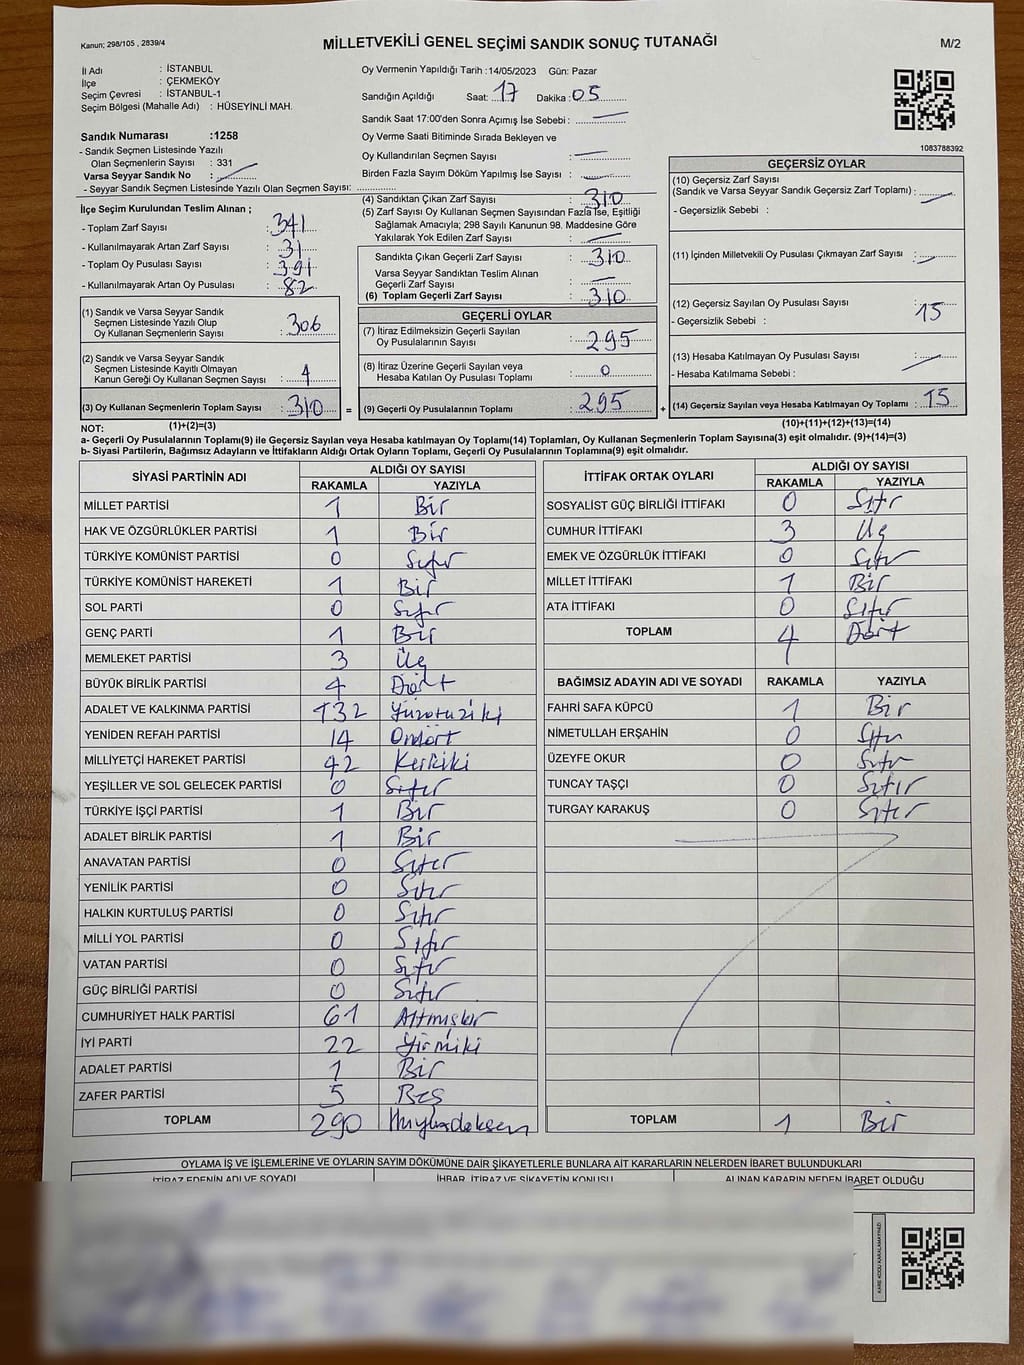 Kanun; 298/105 , 2839/4
MİLLETVEKİLİ GENEL SEÇİMİ SANDIK SONUÇ TUTANAĞI
M/2
İl Adı : İSTANBUL
İlçe : ÇEKMEKÖY
Seçim Çevresi : İSTANBUL-1
Seçim Bölgesi (Mahalle Adı) : HÜSEYİNLİ MAH.
Sandık Numarası :1258
- Sandık Seçmen Listesinde Yazılı
Olan Seçmenlerin Sayısı : 331
Varsa Seyyar Sandık No :
- Seyyar Sandık Seçmen Listesinde Yazılı Olan Seçmen Sayısı:
Oy Vermenin Yapıldığı Tarih :14/05/2023 Gün: Pazar
Sandığın Açıldığı Saat: 17 Dakika: 05
Sandık Saat 17:00'den Sonra Açımış İse Sebebi :
Oy Verme Saati Bitiminde Sırada Bekleyen ve
Oy Kullandırılan Seçmen Sayısı :
Birden Fazla Sayım Döküm Yapılmış İse Sayısı :
1083788392
İlçe Seçim Kurulundan Teslim Alınan ;
- Toplam Zarf Sayısı : 341
- Kullanılmayarak Artan Zarf Sayısı : 31
- Toplam Oy Pusulası Sayısı : 391
- Kullanılmayarak Artan Oy Pusulası : 82
(1) Sandık ve Varsa Seyyar Sandık
Seçmen Listesinde Yazılı Olup
Oy Kullanan Seçmenlerin Sayısı : 306
(2) Sandık ve Varsa Seyyar Sandık
Seçmen Listesinde Kayıtlı Olmayan
Kanun Gereği Oy Kullanan Seçmen Sayısı : 4
(3) Oy Kullanan Seçmenlerin Toplam Sayısı : 310 =
(4) Sandıktan Çıkan Zarf Sayısı : 310
(5) Zarf Sayısı Oy Kullanan Seçmen Sayısından Fazla İse, Eşitliği
Sağlamak Amacıyla; 298 Sayılı Kanunun 98. Maddesine Göre
Yakılarak Yok Edilen Zarf Sayısı :
Sandıkta Çıkan Geçerli Zarf Sayısı : 310
Varsa Seyyar Sandıktan Teslim Alınan
Geçerli Zarf Sayısı :
(6) Toplam Geçerli Zarf Sayısı : 310
GEÇERLİ OYLAR
(7) İtiraz Edilmeksizin Geçerli Sayılan
Oy Pusulalarının Sayısı : 295
(8) İtiraz Üzerine Geçerli Sayılan veya
Hesaba Katılan Oy Pusulası Toplamı : 0
(9) Geçerli Oy Pusulalarının Toplamı : 295 +
GEÇERSİZ OYLAR
(10) Geçersiz Zarf Sayısı
(Sandık ve Varsa Seyyar Sandık Geçersiz Zarf Toplamı) :
- Geçersizlik Sebebi :
(11) İçinden Milletvekili Oy Pusulası Çıkmayan Zarf Sayısı :
(12) Geçersiz Sayılan Oy Pusulası Sayısı : 15
- Geçersizlik Sebebi :
(13) Hesaba Katılmayan Oy Pusulası Sayısı :
- Hesaba Katılmama Sebebi :
(14) Geçersiz Sayılan veya Hesaba Katılmayan Oy Toplamı : 15
NOT: (1)+(2)=(3) (10)+(11)+(12)+(13)=(14)
a- Geçerli Oy Pusulalarının Toplamı(9) ile Geçersiz Sayılan veya Hesaba katılmayan Oy Toplamı(14) Toplamları, Oy Kullanan Seçmenlerin Toplam Sayısına(3) eşit olmalıdır. (9)+(14)=(3)
b- Siyasi Partilerin, Bağımsız Adayların ve İttifakların Aldığı Ortak Oyların Toplamı, Geçerli Oy Pusulalarının Toplamına(9) eşit olmalıdır.
SİYASİ PARTİNİN ADI ALDIĞI OY SAYISI
RAKAMLA YAZIYLA
MİLLET PARTİSİ 1 Bir
HAK VE ÖZGÜRLÜKLER PARTİSİ 1 Bir
TÜRKİYE KOMÜNİST PARTİSİ 0 Sıfır
TÜRKİYE KOMÜNİST HAREKETİ 1 Bir
SOL PARTİ 0 Sıfır
GENÇ PARTİ 1 Bir
MEMLEKET PARTİSİ 3 Üç
BÜYÜK BİRLİK PARTİSİ 4 Dört
ADALET VE KALKINMA PARTİSİ 132 Yüzotuziki
YENİDEN REFAH PARTİSİ 14 Ondört
MİLLİYETÇİ HAREKET PARTİSİ 42 Kırkiki
YEŞİLLER VE SOL GELECEK PARTİSİ 0 Sıfır
TÜRKİYE İŞÇİ PARTİSİ 1 Bir
ADALET BİRLİK PARTİSİ 1 Bir
ANAVATAN PARTİSİ 0 Sıfır
YENİLİK PARTİSİ 0 Sıfır
HALKIN KURTULUŞ PARTİSİ 0 Sıfır
MİLLİ YOL PARTİSİ 0 Sıfır
VATAN PARTİSİ 0 Sıfır
GÜÇ BİRLİĞİ PARTİSİ 0 Sıfır
CUMHURİYET HALK PARTİSİ 61 Altmışbir
İYİ PARTİ 22 Yirmiki
ADALET PARTİSİ 1 Bir
ZAFER PARTİSİ 5 Beş
TOPLAM 290
İTTİFAK ORTAK OYLARI ALDIĞI OY SAYISI
RAKAMLA YAZIYLA
SOSYALİST GÜÇ BİRLİĞİ İTTİFAKI 0 Sıfır
CUMHUR İTTİFAKI 3 Üç
EMEK VE ÖZGÜRLÜK İTTİFAKI 0 Sıfır
MİLLET İTTİFAKI 1 Bir
ATA İTTİFAKI 0 Sıfır
TOPLAM 4 Dört
BAĞIMSIZ ADAYIN ADI VE SOYADI RAKAMLA YAZIYLA
FAHRİ SAFA KÜPCÜ 1 Bir
NİMETULLAH ERŞAHİN 0 Sıfır
ÜZEYFE OKUR 0 Sıfır
TUNCAY TAŞÇI 0 Sıfır
TURGAY KARAKUŞ 0 Sıfır
TOPLAM 1 Bir
OYLAMA İŞ VE İŞLEMLERİNE VE OYLARIN SAYIM DÖKÜMÜNE DAİR ŞİKAYETLERLE BUNLARA AİT KARARLARIN NELERDEN İBARET BULUNDUKLARI
İTİRAZ EDENİN ADI VE SOYADI İHBAR, İTİRAZ VE ŞİKAYETİN KONUSU ALINAN KARARIN NEDEN İBARET OLDUĞU
KARE KODU KARALAMAYINIZ!